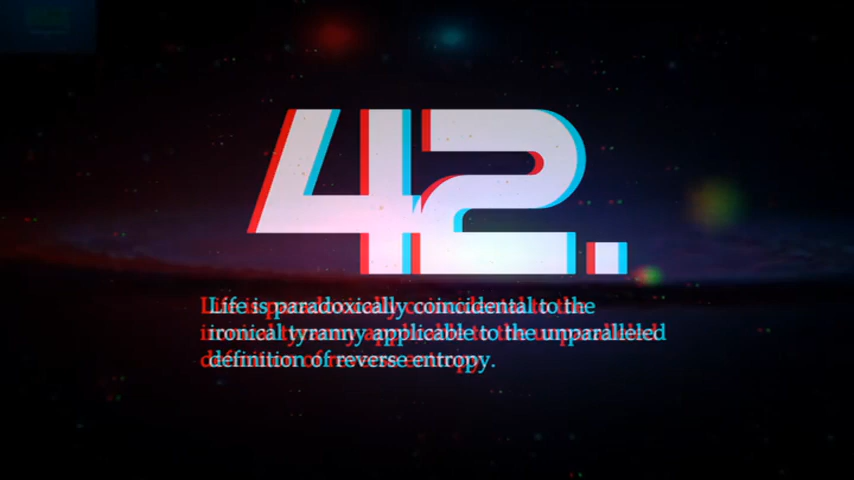 42.
Life is paradoxically coincidental to the
ironical tyranny applicable to the unparalleled
definition of reverse entropy.